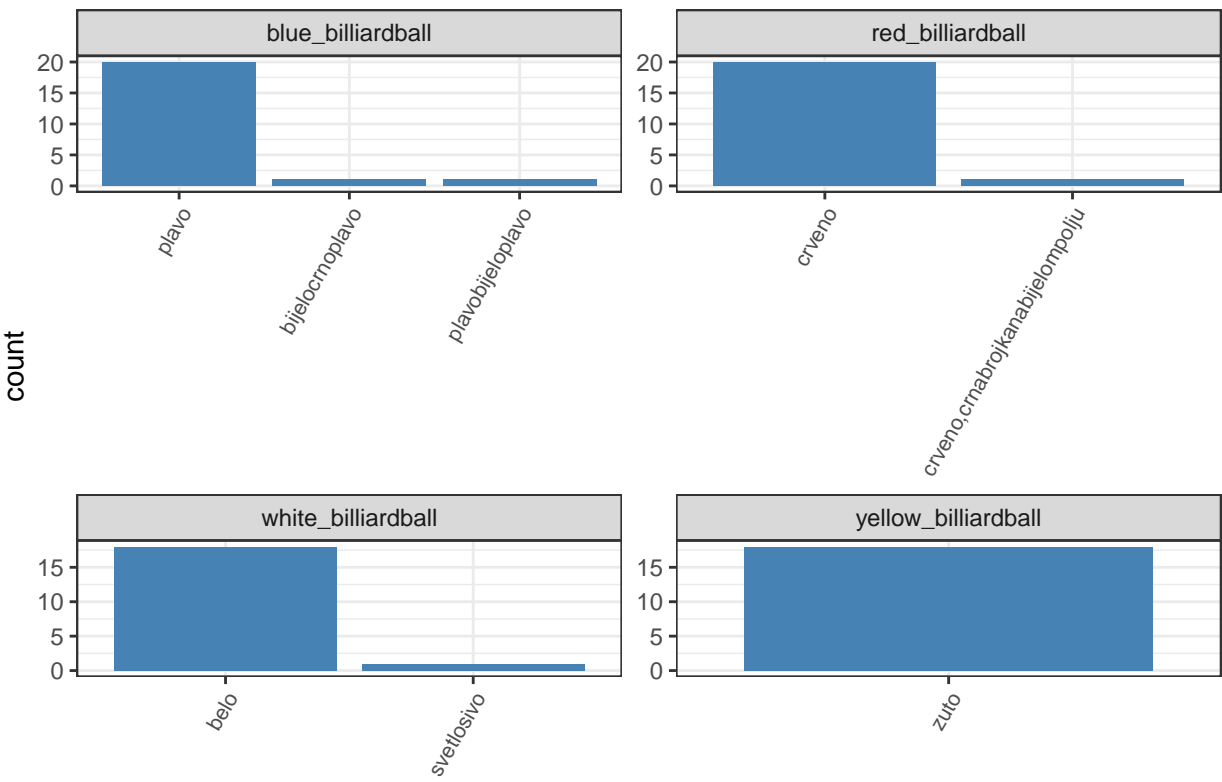 blue_billiardball
20
15
10
5
0
plavo
bijelocrnoplavo
plavobijeloplavo
red_billiardball
20
15
10
5
0
crveno
crveno,crnabrojkanabijelompolju
count
white_billiardball
15
10
5
0
belo
svetlosivo
yellow_billiardball
15
10
5
0
zuto